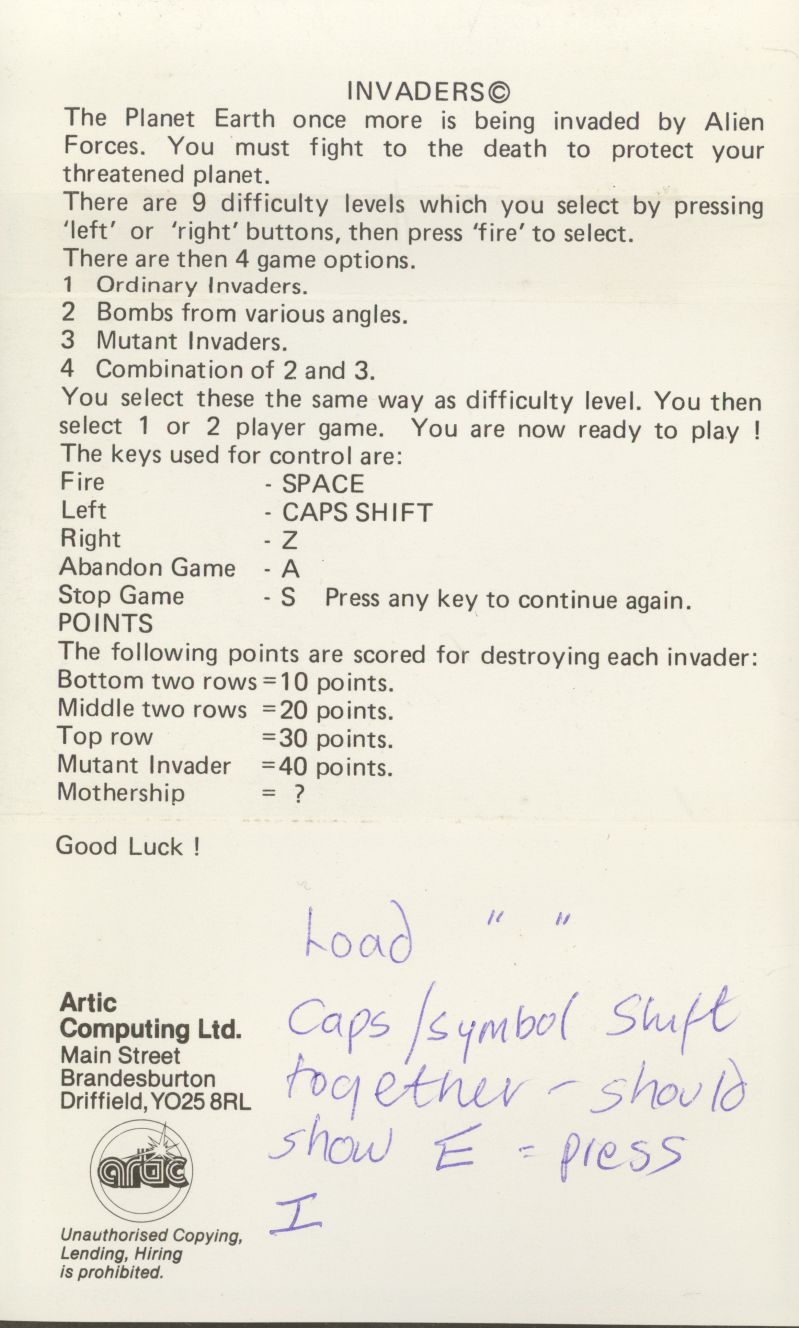 INVADERS©
The Planet Earth once more is being invaded by Alien
Forces. You must fight to the death to protect your
threatened planet.
There are 9 difficulty levels which you select by pressing
'left' or 'right' buttons, then press 'fire' to select.
There are then 4 game options.
1 Ordinary Invaders.
2 Bombs from various angles.
3 Mutant Invaders.
4 Combination of 2 and 3.
You select these the same way as difficulty level. You then
select 1 or 2 player game. You are now ready to play !
The keys used for control are:
Fire - SPACE
Left - CAPS SHIFT
Right - Z
Abandon Game - A
Stop Game - S Press any key to continue again.
POINTS
The following points are scored for destroying each invader:
Bottom two rows =10 points.
Middle two rows =20 points.
Top row =30 points.
Mutant Invader =40 points.
Mothership = ?
Good Luck !
Load " "
Caps/symbol Shift
together - should
show E = press
I
Artic
Computing Ltd.
Main Street
Brandesburton
Driffield, YO25 8RL
artic
Unauthorised Copying,
Lending, Hiring
is prohibited.